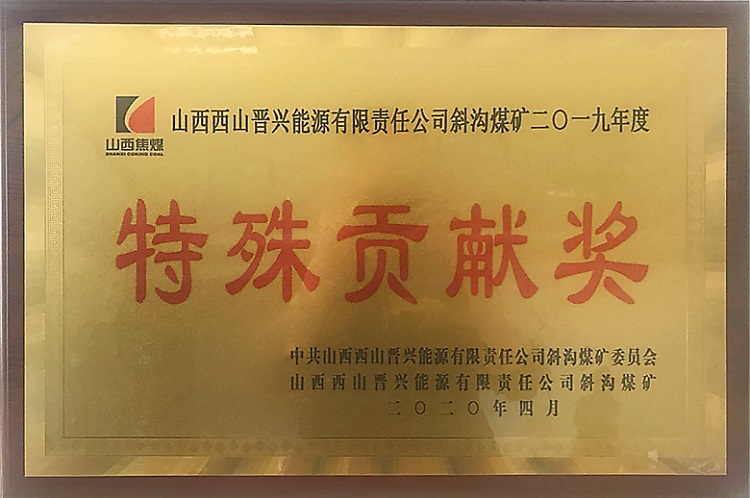 山西西山晋兴能源有限责任公司斜沟煤矿二〇一九年度
山西焦煤
SHANXI COKING COAL
特殊贡献奖
中共山西西山晋兴能源有限责任公司斜沟煤矿委员会
山西西山晋兴能源有限责任公司斜沟煤矿
二〇二〇年四月